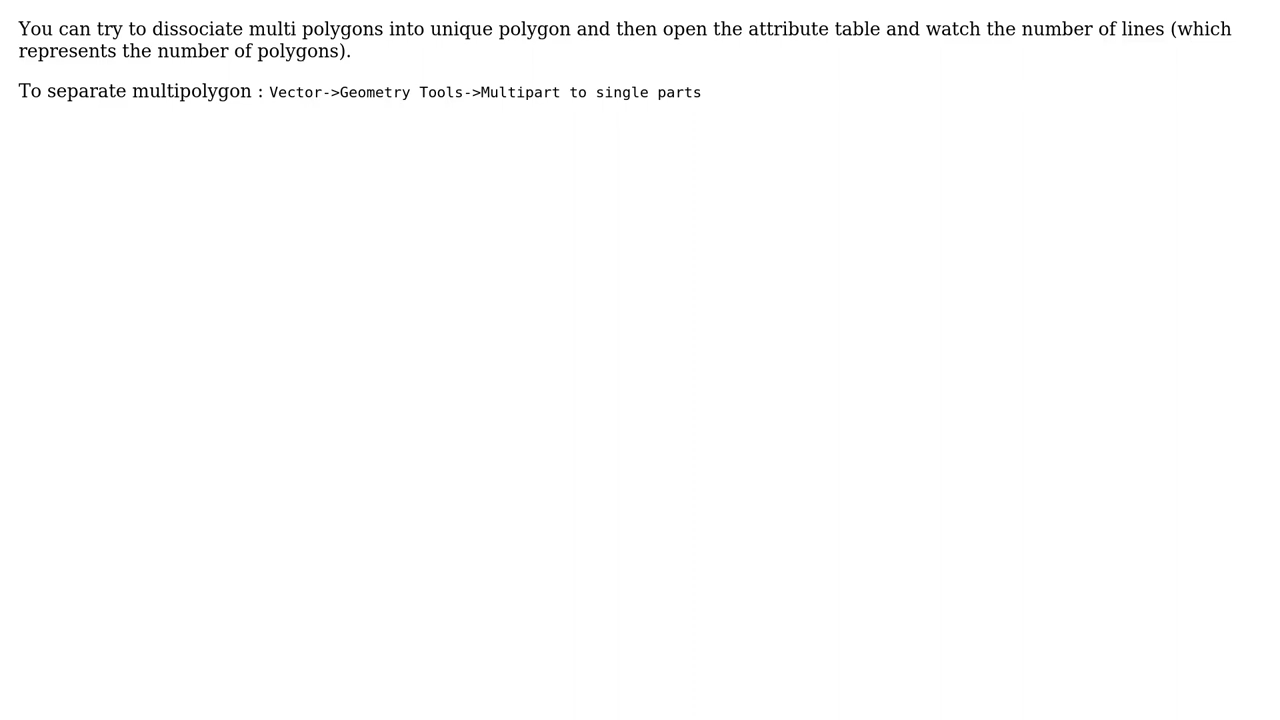 You can try to dissociate multi polygons into unique polygon and then open the attribute table and watch the number of lines (which
represents the number of polygons).
To separate multipolygon : Vector->Geometry Tools->Multipart to single parts